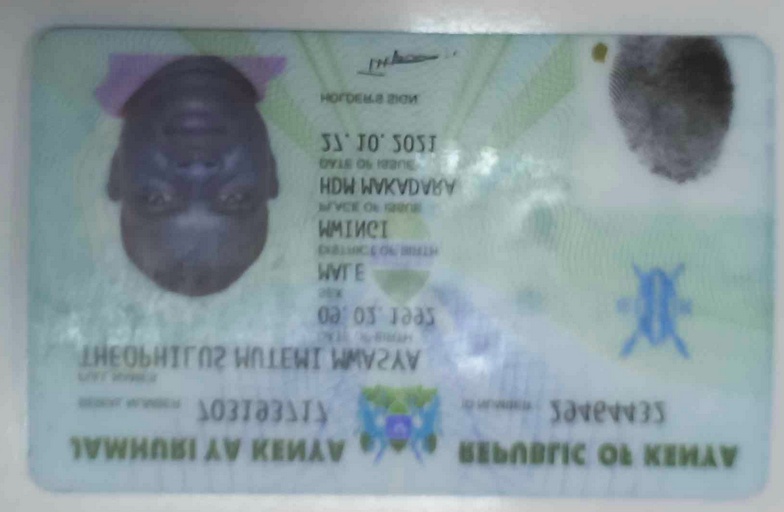 JAMHURI YA KENYA REPUBLIC OF KENYA
SERIAL NUMBER 703193717 ID NUMBER 29464432
FULL NAMES
THEOPHILUS MUTEMI MWASYA
DATE OF BIRTH
09. 02. 1992
SEX
MALE
DISTRICT OF BIRTH
MWINGI
PLACE OF ISSUE
HDM MAKADARA
DATE OF ISSUE
27. 10. 2021
HOLDER'S SIGN.